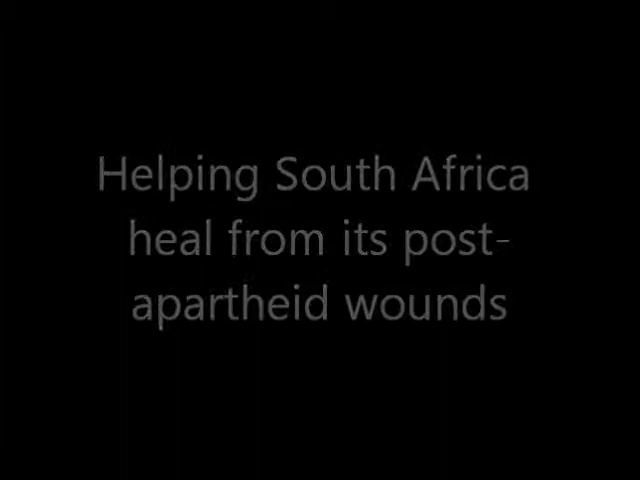 Helping South Africa
heal from its post-
apartheid wounds